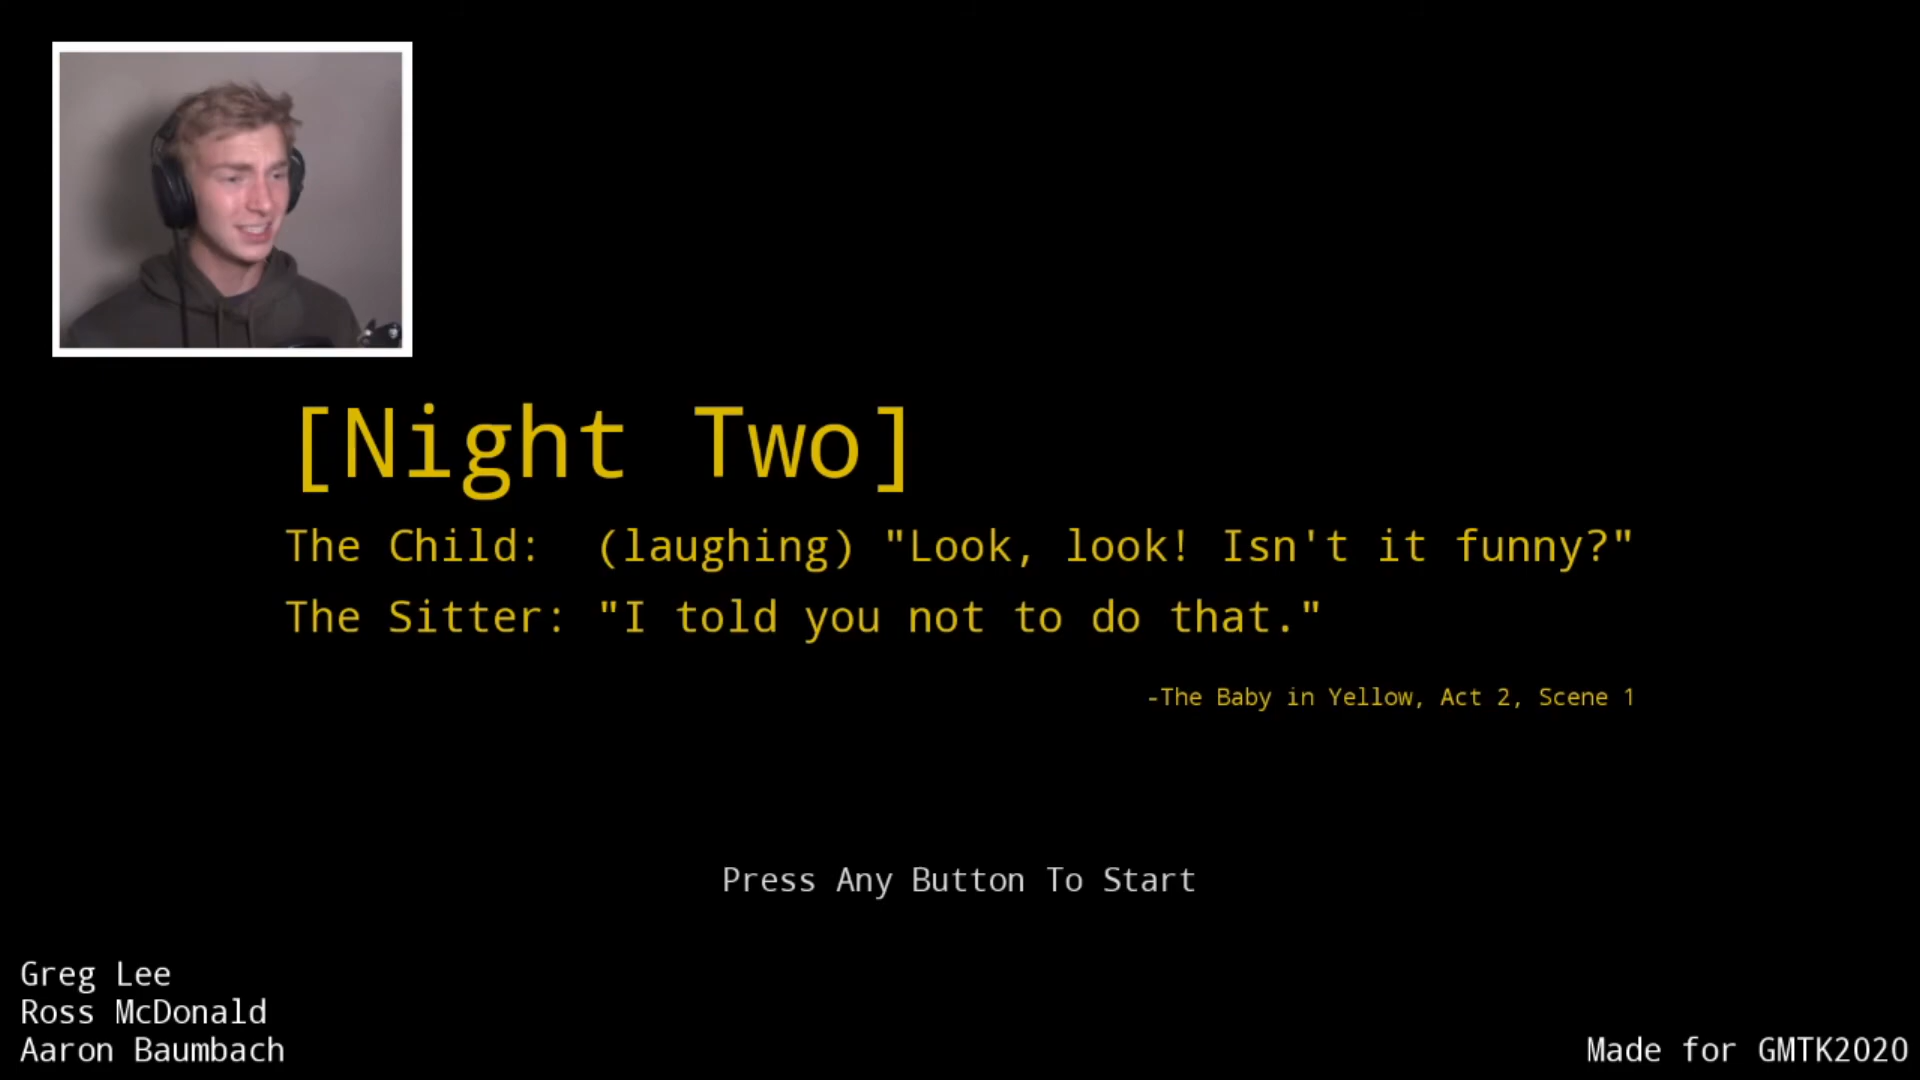 [Night Two]
The Child:  (laughing) "Look, look! Isn't it funny?"
The Sitter: "I told you not to do that."
-The Baby in Yellow, Act 2, Scene 1
Press Any Button To Start
Greg Lee
Ross McDonald
Aaron Baumbach
Made for GMTK2020